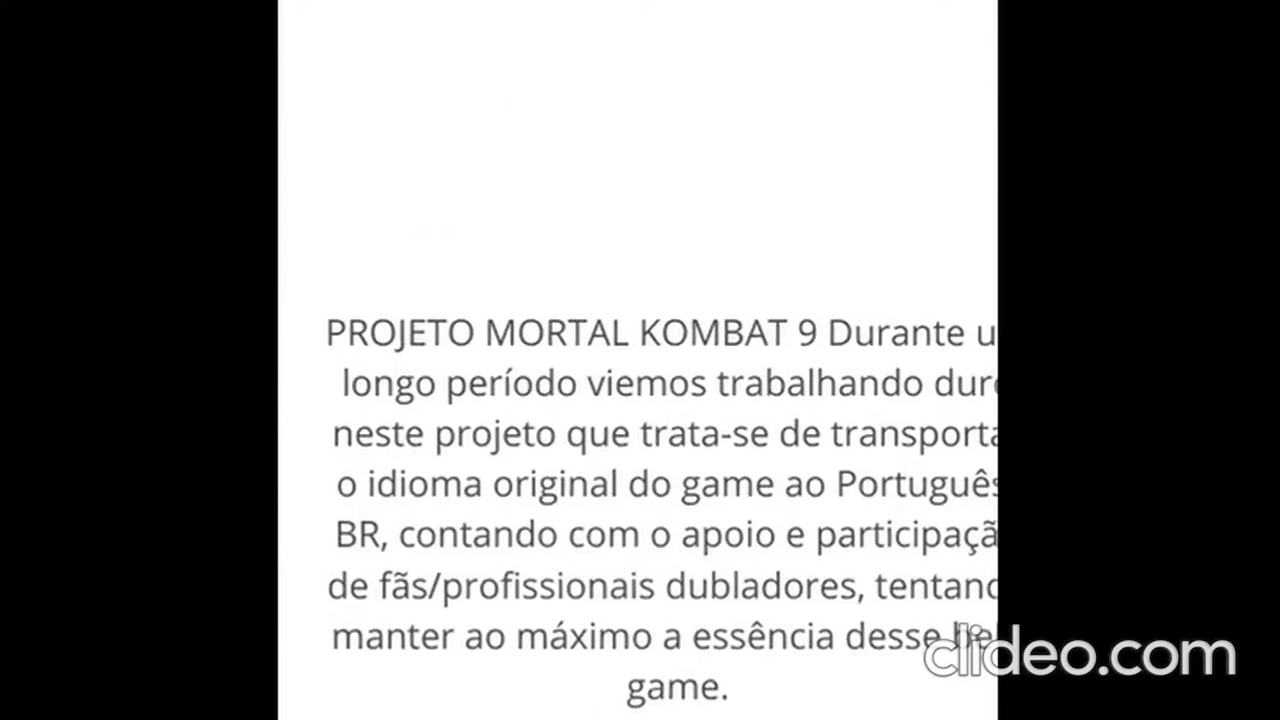 PROJETO MORTAL KOMBAT 9 Durante
longo período viemos trabalhando
neste projeto que trata-se de
o idioma original do game ao Português
BR, contando com o apoio e
de fãs/profissionais dubladores,
manter ao máximo a essência desse
game.
clideo.com